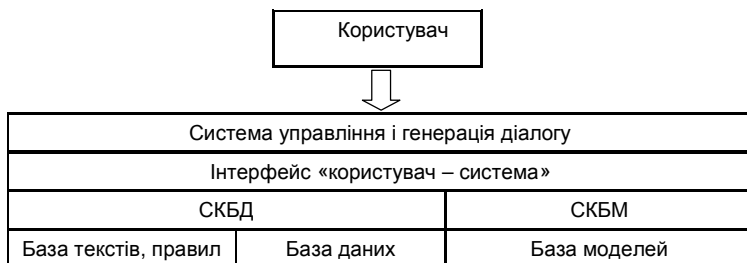 Користувач
Система управління і генерація діалогу
Інтерфейс «користувач – система»
СКБД СКБМ
База текстів, правил База даних База моделей